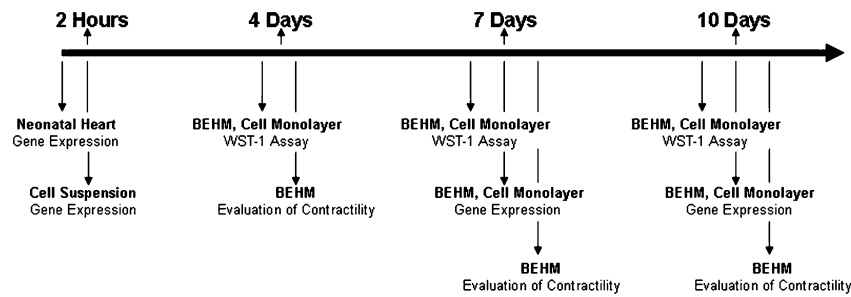 2 Hours 4 Days 7 Days 10 Days
Neonatal Heart BEHM, Cell Monolayer BEHM, Cell Monolayer BEHM, Cell Monolayer
Gene Expression WST-1 Assay WST-1 Assay WST-1 Assay
Cell Suspension BEHM BEHM, Cell Monolayer BEHM, Cell Monolayer
Gene Expression Evaluation of Contractility Gene Expression Gene Expression
BEHM BEHM
Evaluation of Contractility Evaluation of Contractility